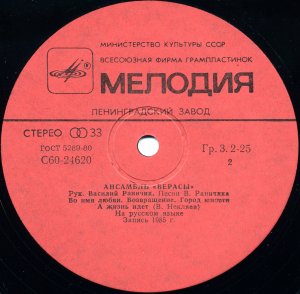 МИНИСТЕРСТВО КУЛЬТУРЫ СССР
ВСЕСОЮЗНАЯ ФИРМА ГРАМПЛАСТИНОК
МЕЛОДИЯ
ЛЕНИНГРАДСКИЙ ЗАВОД
СТЕРЕО 33
ГОСТ 5289-80
Гр. 3. 2-25
С60-24620
2
АНСАМБЛЬ «ВЕРАСЫ»
Рук. Василий Раинчик. Песни В. Раинчика
Во имя любви. Возвращение. Город юности
А жизнь идет (В. Некляев)
На русском языке
Запись 1985 г.